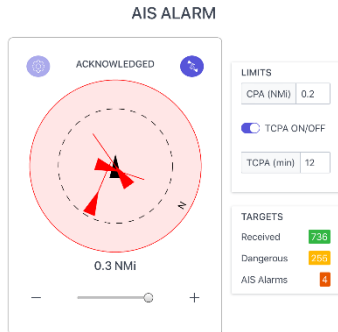 AIS ALARM
ACKNOWLEDGED
N
0.3 NMi
−
+
LIMITS
CPA (NMi) 0.2
TCPA ON/OFF
TCPA (min) 12
TARGETS
Received 736
Dangerous 256
AIS Alarms 4